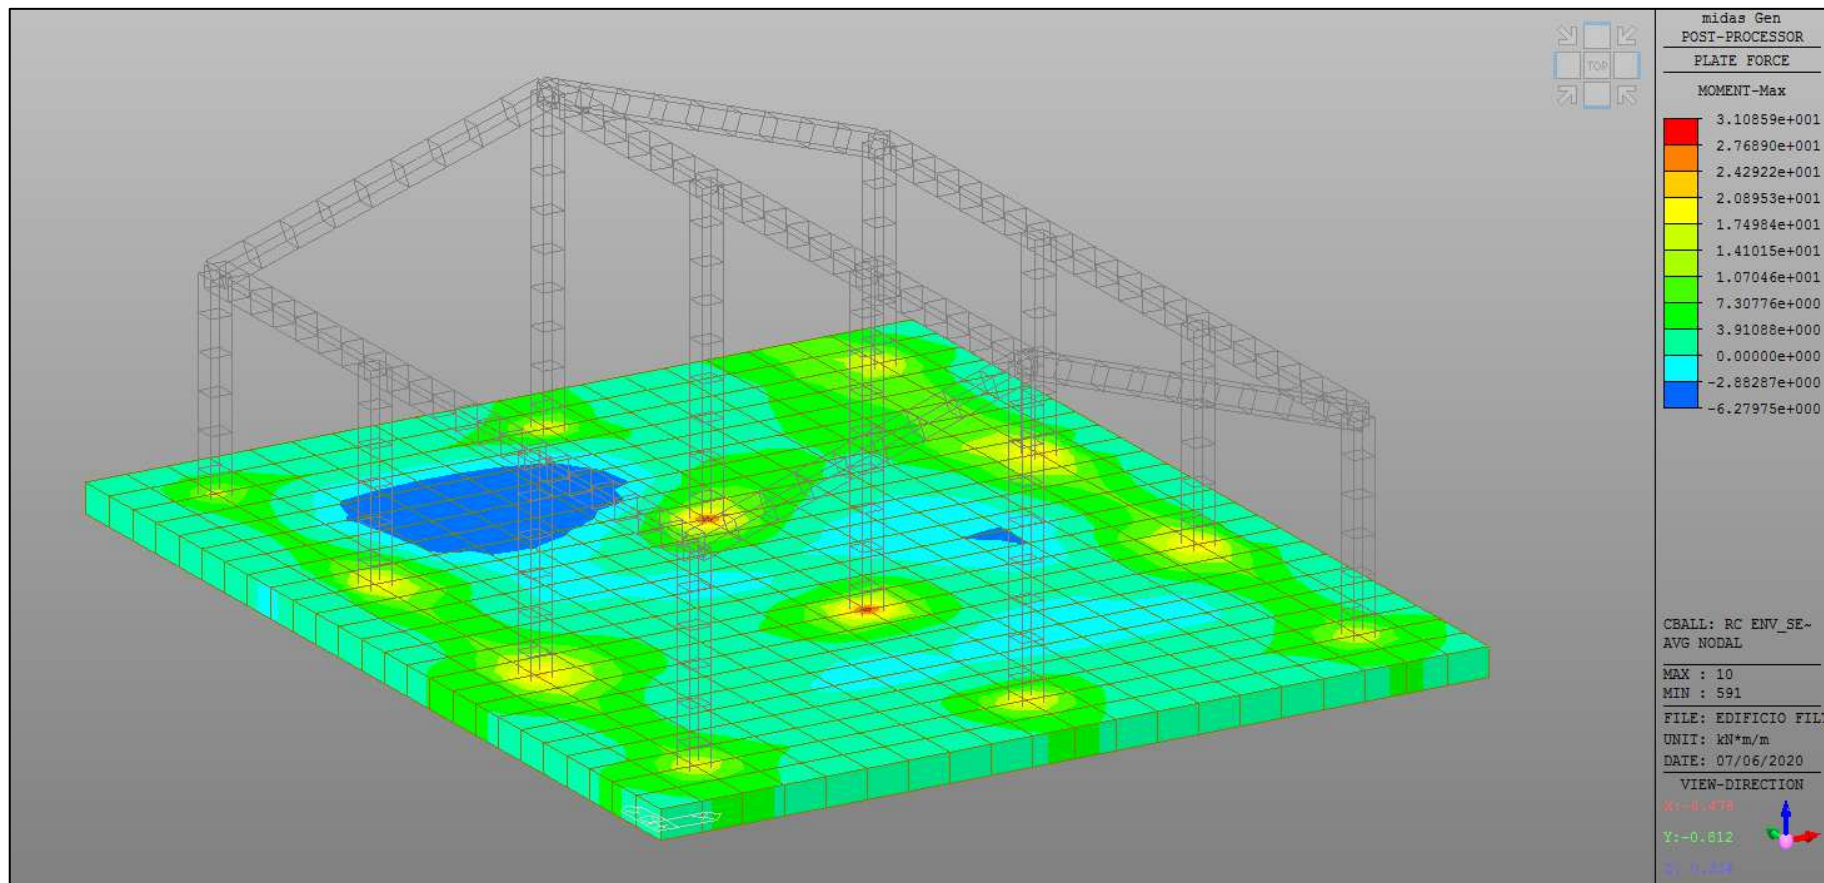 TOP
midas Gen
POST-PROCESSOR
PLATE FORCE
MOMENT-Max
3.10859e+001
2.76890e+001
2.42922e+001
2.08953e+001
1.74984e+001
1.41015e+001
1.07046e+001
7.30776e+000
3.91088e+000
0.00000e+000
-2.88287e+000
-6.27975e+000
CBALL: RC ENV_SE~
AVG NODAL
MAX : 10
MIN : 591
FILE: EDIFICIO FILT
UNIT: kN*m/m
DATE: 07/06/2020
VIEW-DIRECTION
X:-0.478
Y:-0.812